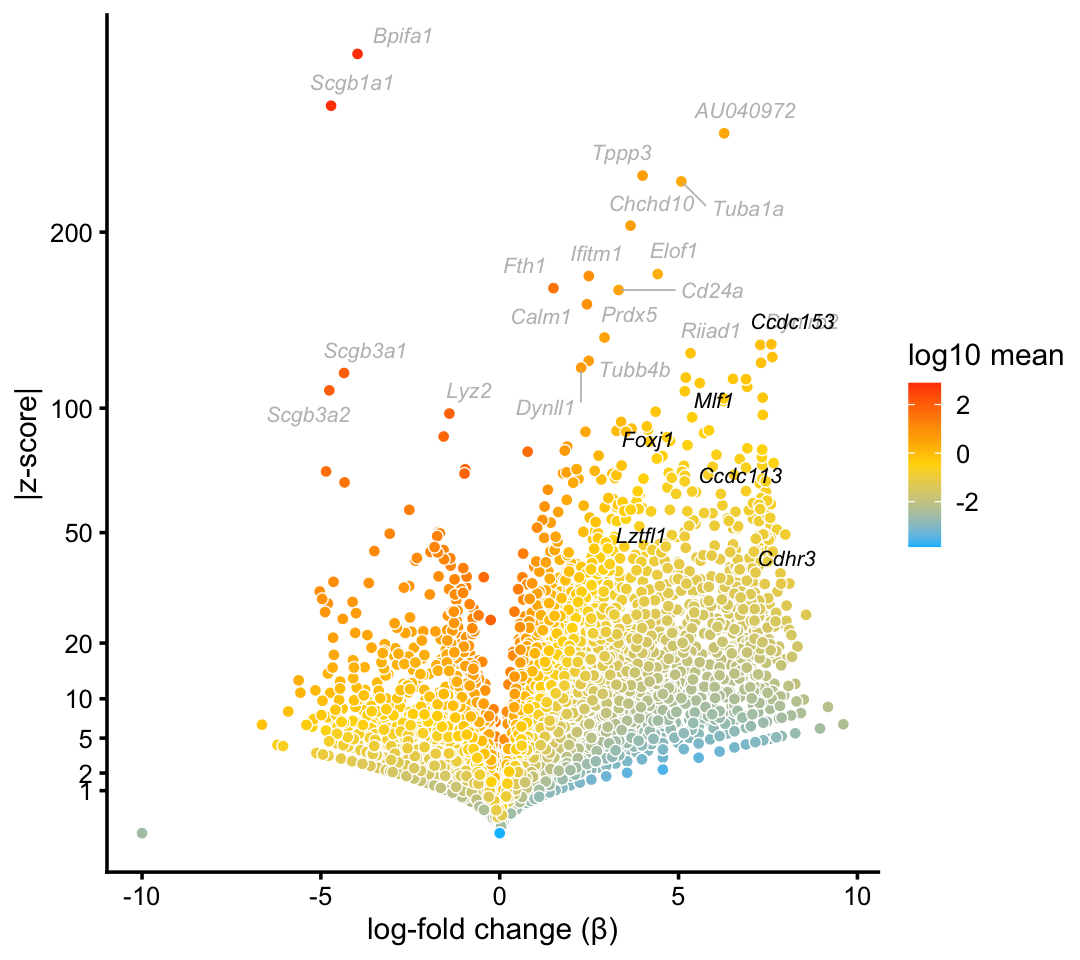 Bpifa1
Scgb1a1
AU040972
Tppp3
Chchd10
Tuba1a
200
Ifitm1
Elof1
Fth1
Cd24a
Calm1
Prdx5
Ccdc153
Riiad1
Scgb3a1
Tubb4b
Lyz2
Scgb3a2
Dynll1
100
Mlf1
Foxj1
Ccdc113
50
Lztfl1
Cdhr3
20
10
5
2
1
|z-score|
-10
-5
0
5
10
log-fold change (β)
log10 mean
2
0
-2